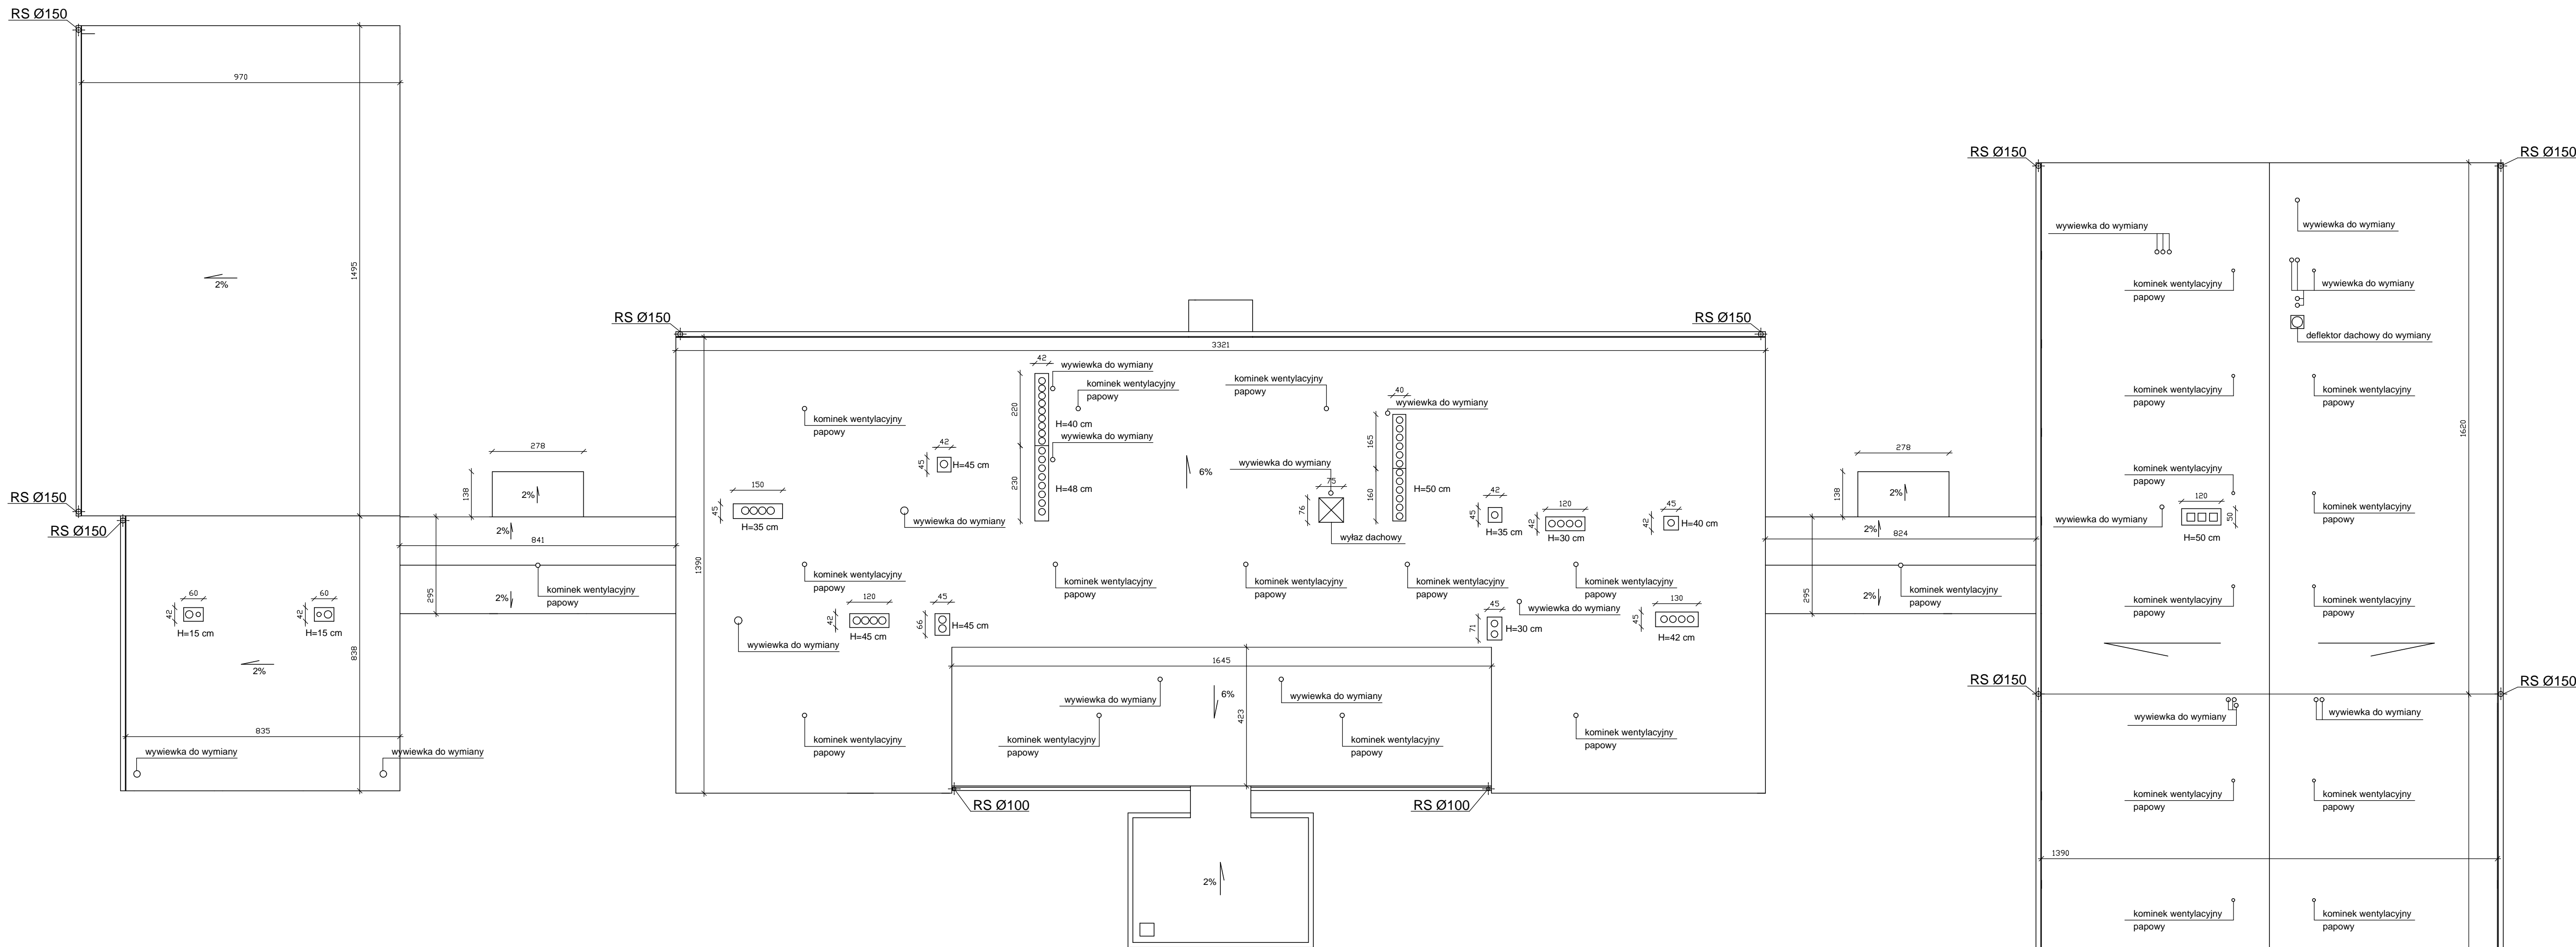 RS Ø150
970
1495
2%
RS Ø150
RS Ø150
60
42
H=15 cm
60
42
H=15 cm
2%
838
835
wywiewka do wymiany
wywiewka do wymiany
278
138
2%
2%
841
295
2%
kominek wentylacyjny
papowy
RS Ø150
RS Ø150
3321
1390
42
wywiewka do wymiany
kominek wentylacyjny
papowy
220
H=40 cm
wywiewka do wymiany
230
H=48 cm
kominek wentylacyjny
papowy
42
45
H=45 cm
150
45
H=35 cm
wywiewka do wymiany
6%
kominek wentylacyjny
papowy
40
wywiewka do wymiany
165
160
H=50 cm
wywiewka do wymiany
75
76
wyłaz dachowy
42
45
H=35 cm
120
42
H=30 cm
45
42
H=40 cm
kominek wentylacyjny
papowy
kominek wentylacyjny
papowy
kominek wentylacyjny
papowy
kominek wentylacyjny
papowy
kominek wentylacyjny
papowy
120
42
H=45 cm
45
66
H=45 cm
wywiewka do wymiany
45
71
H=30 cm
wywiewka do wymiany
130
45
H=42 cm
1645
wywiewka do wymiany
6%
423
wywiewka do wymiany
kominek wentylacyjny
papowy
kominek wentylacyjny
papowy
kominek wentylacyjny
papowy
kominek wentylacyjny
papowy
RS Ø100
RS Ø100
2%
278
138
2%
2%
824
295
2%
kominek wentylacyjny
papowy
RS Ø150
RS Ø150
wywiewka do wymiany
wywiewka do wymiany
kominek wentylacyjny
papowy
wywiewka do wymiany
deflektor dachowy do wymiany
kominek wentylacyjny
papowy
kominek wentylacyjny
papowy
1620
kominek wentylacyjny
papowy
120
50
H=50 cm
wywiewka do wymiany
kominek wentylacyjny
papowy
kominek wentylacyjny
papowy
kominek wentylacyjny
papowy
RS Ø150
RS Ø150
wywiewka do wymiany
wywiewka do wymiany
kominek wentylacyjny
papowy
kominek wentylacyjny
papowy
1390
kominek wentylacyjny
papowy
kominek wentylacyjny
papowy